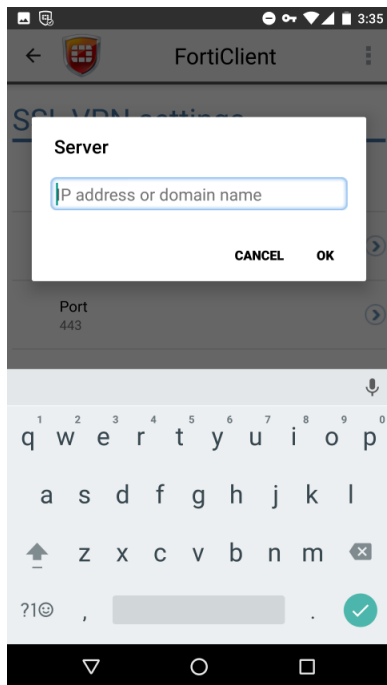 3:35
FortiClient
SSL VPN settings
Server
IP address or domain name
CANCEL OK
Port
443
1 2 3 4 5 6 7 8 9 0
q w e r t y u i o p
a s d f g h j k l
z x c v b n m
?1☺ , .